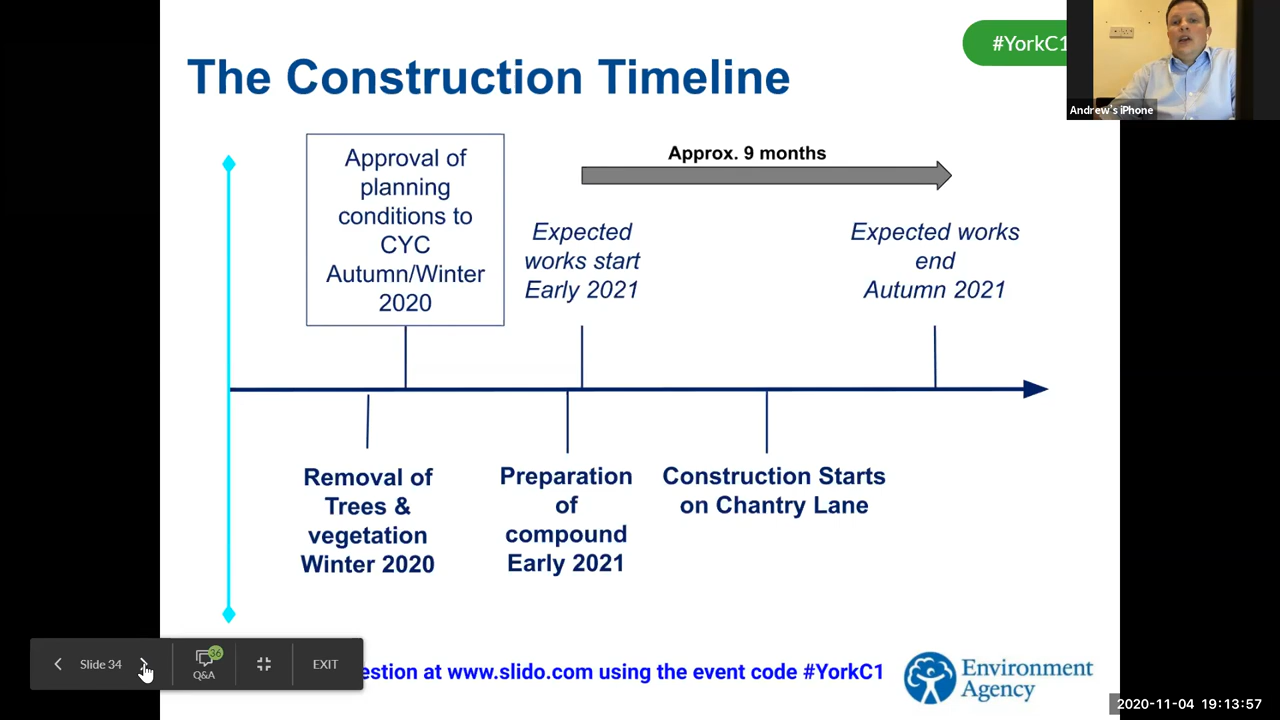 #YorkC1
The Construction Timeline
Andrew's iPhone
Approval of
planning
conditions to
CYC
Autumn/Winter
2020
Approx. 9 months
Expected
works start
Early 2021
Expected works
end
Autumn 2021
Removal of
Trees &
vegetation
Winter 2020
Preparation
of
compound
Early 2021
Construction Starts
on Chantry Lane
Slide 34
36
Q&A
EXIT
estion at www.slido.com using the event code #YorkC1
Environment
Agency
2020-11-04 19:13:57